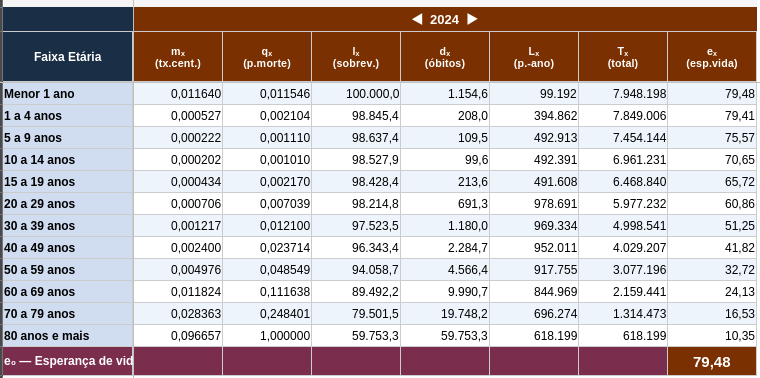 ◀ 2024 ▶
Faixa Etária mₓ (tx.cent.) qₓ (p.morte) lₓ (sobrev.) dₓ (óbitos) Lₓ (p.-ano) Tₓ (total) eₓ (esp.vida)
Menor 1 ano 0,011640 0,011546 100.000,0 1.154,6 99.192 7.948.198 79,48
1 a 4 anos 0,000527 0,002104 98.845,4 208,0 394.862 7.849.006 79,41
5 a 9 anos 0,000222 0,001110 98.637,4 109,5 492.913 7.454.144 75,57
10 a 14 anos 0,000202 0,001010 98.527,9 99,6 492.391 6.961.231 70,65
15 a 19 anos 0,000434 0,002170 98.428,4 213,6 491.608 6.468.840 65,72
20 a 29 anos 0,000706 0,007039 98.214,8 691,3 978.691 5.977.232 60,86
30 a 39 anos 0,001217 0,012100 97.523,5 1.180,0 969.334 4.998.541 51,25
40 a 49 anos 0,002400 0,023714 96.343,4 2.284,7 952.011 4.029.207 41,82
50 a 59 anos 0,004976 0,048549 94.058,7 4.566,4 917.755 3.077.196 32,72
60 a 69 anos 0,011824 0,111638 89.492,2 9.990,7 844.969 2.159.441 24,13
70 a 79 anos 0,028363 0,248401 79.501,5 19.748,2 696.274 1.314.473 16,53
80 anos e mais 0,096657 1,000000 59.753,3 59.753,3 618.199 618.199 10,35
e₀ — Esperança de vid 79,48